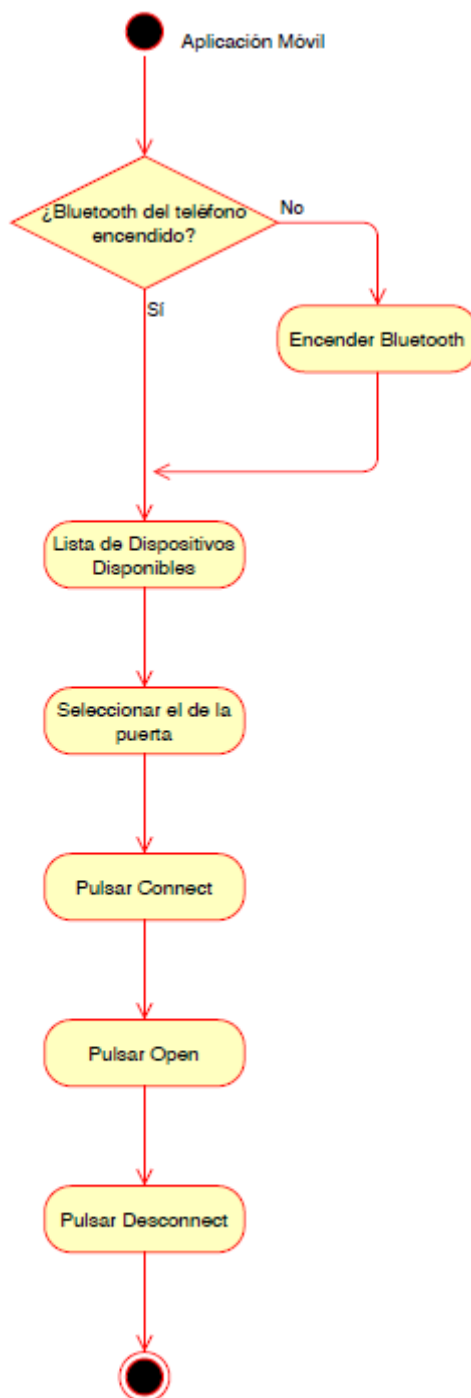 Aplicación Móvil
¿Bluetooth del teléfono
encendido?
No
Sí
Encender Bluetooth
Lista de Dispositivos
Disponibles
Seleccionar el de la
puerta
Pulsar Connect
Pulsar Open
Pulsar Desconnect